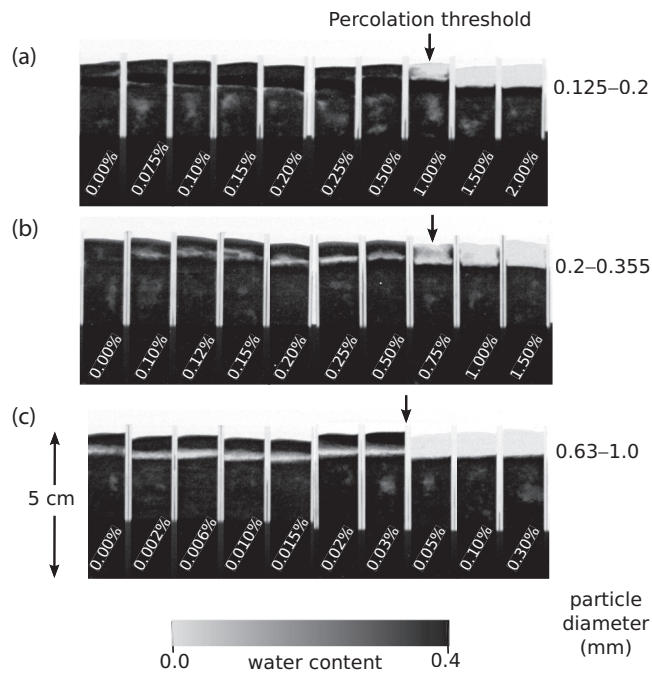 Percolation threshold
(a)
0.125–0.2
0.00% 0.075% 0.10% 0.15% 0.20% 0.25% 0.50% 1.00% 1.50% 2.00%
(b)
0.2–0.355
0.00% 0.10% 0.12% 0.15% 0.20% 0.25% 0.50% 0.75% 1.00% 1.50%
(c)
0.63–1.0
5 cm
0.00% 0.002% 0.006% 0.010% 0.015% 0.02% 0.03% 0.05% 0.10% 0.30%
particle
diameter
(mm)
0.0 water content 0.4